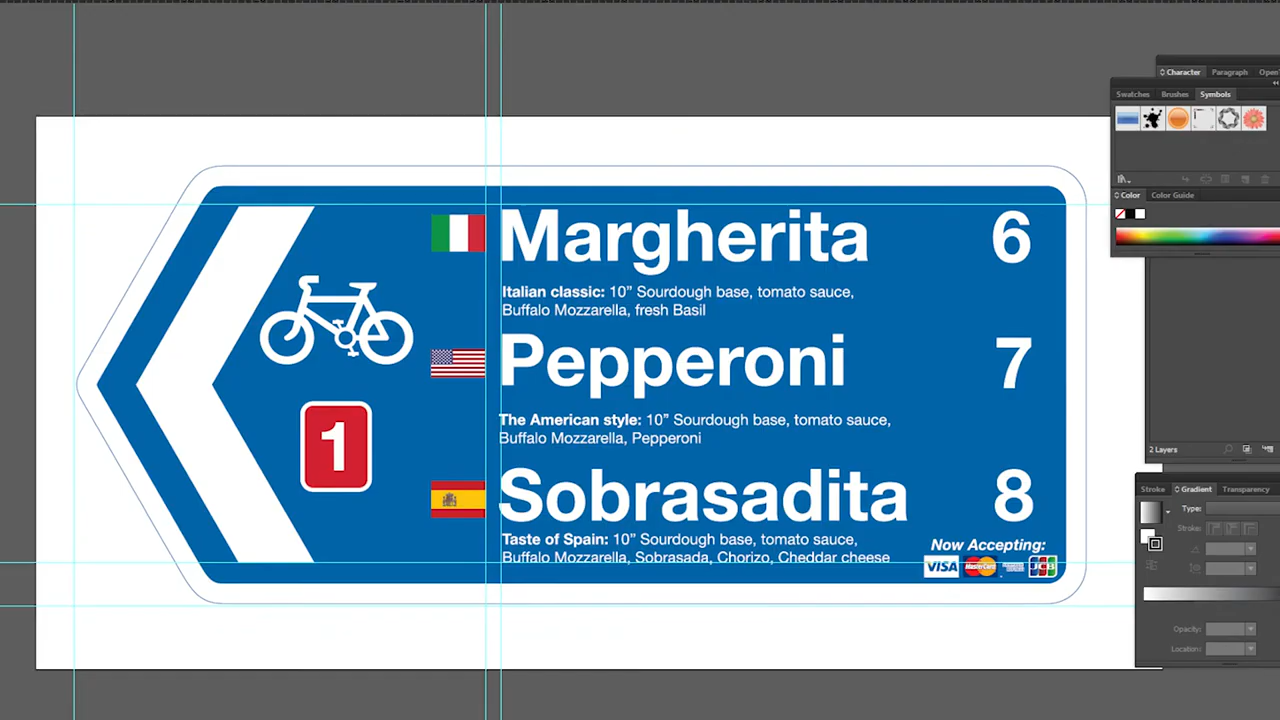 Character Paragraph Open
Swatches Brushes Symbols
Color Color Guide
Margherita 6
Italian classic: 10” Sourdough base, tomato sauce,
Buffalo Mozzarella, fresh Basil
Pepperoni 7
The American style: 10” Sourdough base, tomato sauce,
Buffalo Mozzarella, Pepperoni
1
Sobrasadita 8
Taste of Spain: 10” Sourdough base, tomato sauce,
Buffalo Mozzarella, Sobrasada, Chorizo, Cheddar cheese
Now Accepting:
VISA MasterCard JCB
2 Layers
Stroke Gradient Transparency
Type:
Stroke:
Opacity:
Location: